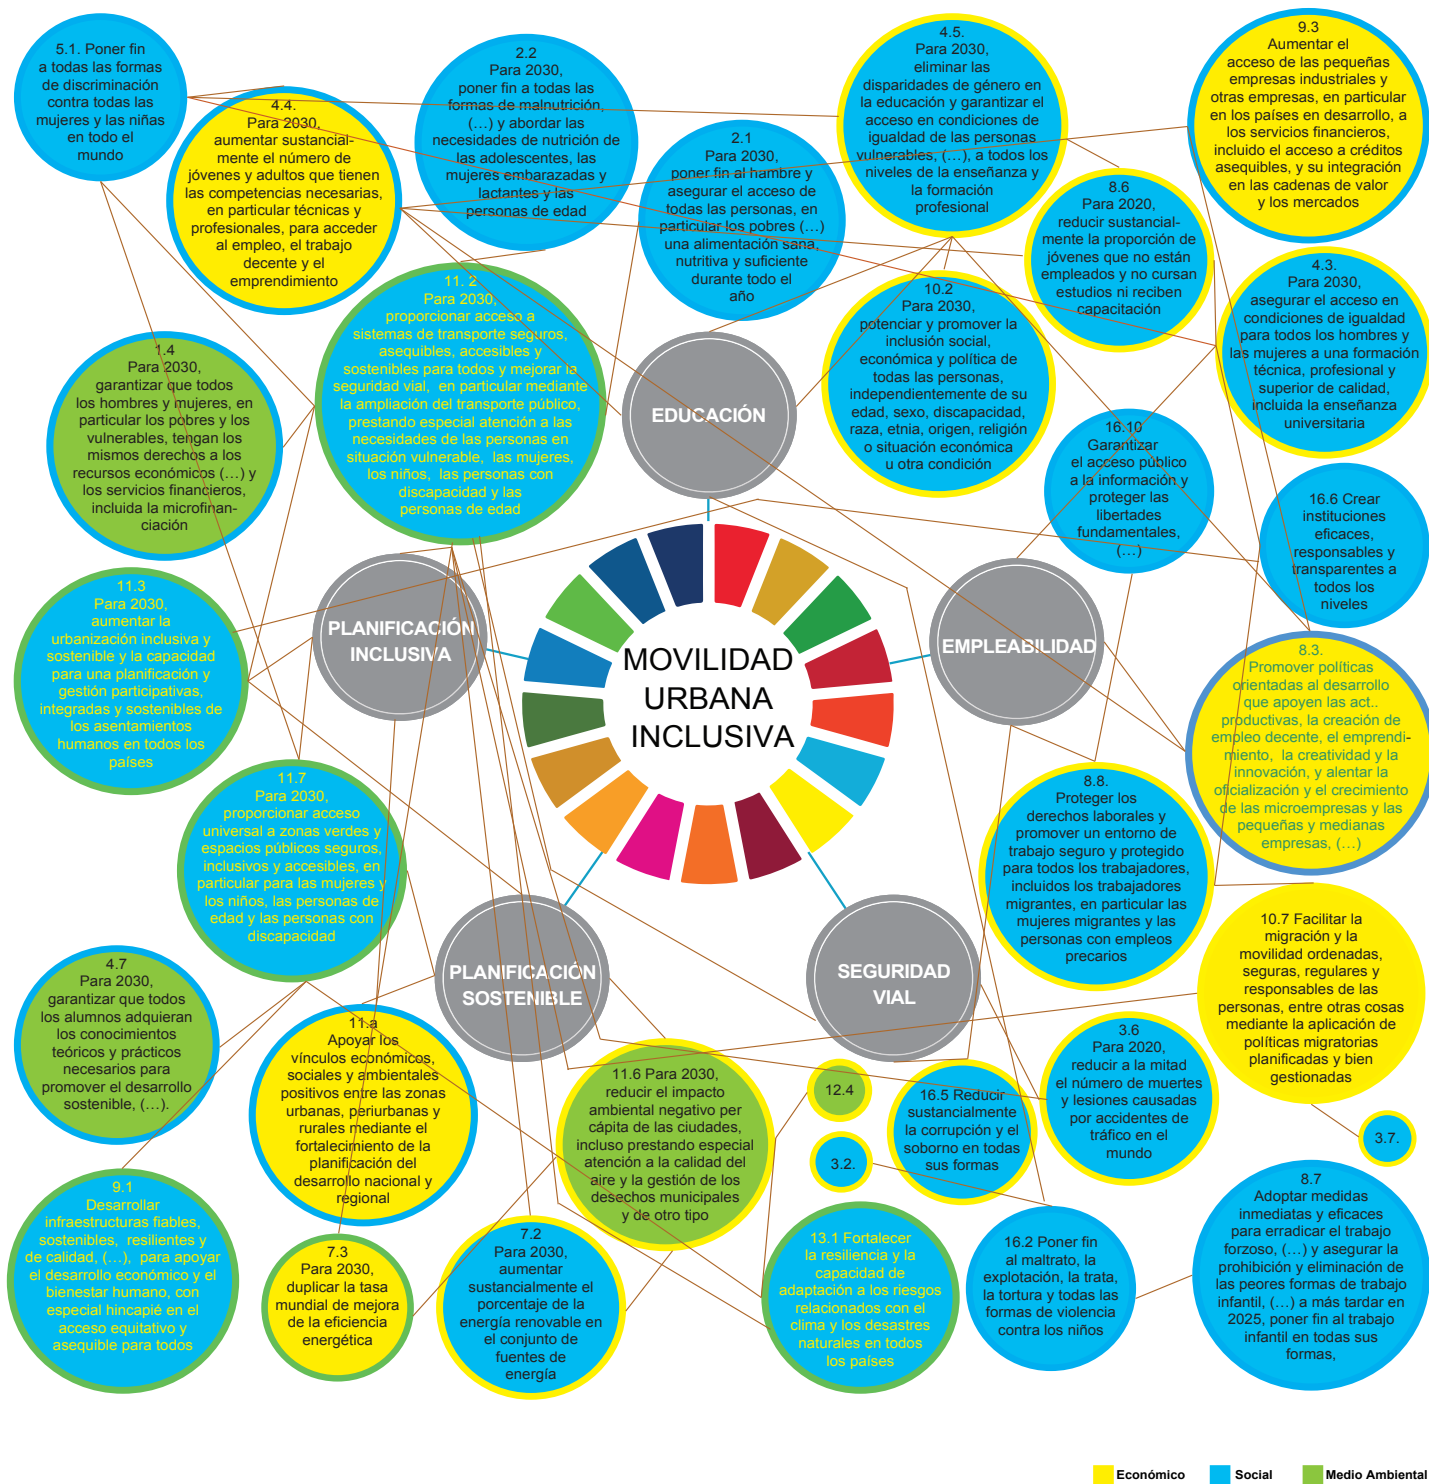 5.1. Poner fin
a todas las formas
de discriminación
contra todas las
mujeres y las niñas
en todo el
mundo
4.4.
Para 2030,
aumentar sustancial-
mente el número de
jóvenes y adultos que tienen
las competencias necesarias,
en particular técnicas y
profesionales, para acceder
al empleo, el trabajo
decente y el
emprendimiento
2.2
Para 2030,
poner fin a todas las
formas de malnutrición,
(…) y abordar las
necesidades de nutrición de
las adolescentes, las
mujeres embarazadas y
lactantes y las
personas de edad
2.1
Para 2030,
poner fin al hambre y
asegurar el acceso de
todas las personas, en
particular los pobres (…)
una alimentación sana,
nutritiva y suficiente
durante todo el
año
4.5.
Para 2030,
eliminar las
disparidades de género en
la educación y garantizar el
acceso en condiciones de
igualdad de las personas
vulnerables, (…), a todos los
niveles de la enseñanza y
la formación
profesional
9.3
Aumentar el
acceso de las pequeñas
empresas industriales y
otras empresas, en particular
en los países en desarrollo, a
los servicios financieros,
incluido el acceso a créditos
asequibles, y su integración
en las cadenas de valor
y los mercados
8.6
Para 2020,
reducir sustancial-
mente la proporción de
jóvenes que no están
empleados y no cursan
estudios ni reciben
capacitación
4.3.
Para 2030,
asegurar el acceso en
condiciones de igualdad
para todos los hombres y
las mujeres a una formación
técnica, profesional y
superior de calidad,
incluida la enseñanza
universitaria
11. 2
Para 2030,
proporcionar acceso a
sistemas de transporte seguros,
asequibles, accesibles y
sostenibles para todos y mejorar la
seguridad vial, en particular mediante
la ampliación del transporte público,
prestando especial atención a las
necesidades de las personas en
situación vulnerable, las mujeres,
los niños, las personas con
discapacidad y las
personas de edad
10.2
Para 2030,
potenciar y promover la
inclusión social,
económica y política de
todas las personas,
independientemente de su
edad, sexo, discapacidad,
raza, etnia, origen, religión
o situación económica
u otra condición
1.4
Para 2030,
garantizar que todos
los hombres y mujeres, en
particular los pobres y los
vulnerables, tengan los
mismos derechos a los
recursos económicos (…) y
los servicios financieros,
incluida la microfinan-
ciación
EDUCACIÓN
16.10
Garantizar
el acceso público
a la información y
proteger las
libertades
fundamentales,
(…)
16.6 Crear
instituciones
eficaces,
responsables y
transparentes a
todos los
niveles
11.3
Para 2030,
aumentar la
urbanización inclusiva y
sostenible y la capacidad
para una planificación y
gestión participativas,
integradas y sostenibles de
los asentamientos
humanos en todos los
países
PLANIFICACIÓN
INCLUSIVA
MOVILIDAD
URBANA
INCLUSIVA
EMPLEABILIDAD
8.3.
Promover políticas
orientadas al desarrollo
que apoyen las act..
productivas, la creación de
empleo decente, el emprendi-
miento, la creatividad y la
innovación, y alentar la
oficialización y el crecimiento
de las microempresas y las
pequeñas y medianas
empresas, (…)
11.7
Para 2030,
proporcionar acceso
universal a zonas verdes y
espacios públicos seguros,
inclusivos y accesibles, en
particular para las mujeres y
los niños, las personas de
edad y las personas con
discapacidad
8.8.
Proteger los
derechos laborales y
promover un entorno de
trabajo seguro y protegido
para todos los trabajadores,
incluidos los trabajadores
migrantes, en particular las
mujeres migrantes y las
personas con empleos
precarios
10.7 Facilitar la
migración y la
movilidad ordenadas,
seguras, regulares y
responsables de las
personas, entre otras cosas
mediante la aplicación de
políticas migratorias
planificadas y bien
gestionadas
PLANIFICACIÓN
SOSTENIBLE
SEGURIDAD
VIAL
4.7
Para 2030,
garantizar que todos
los alumnos adquieran
los conocimientos
teóricos y prácticos
necesarios para
promover el desarrollo
sostenible, (…).
11.a
Apoyar los
vínculos económicos,
sociales y ambientales
positivos entre las zonas
urbanas, periurbanas y
rurales mediante el
fortalecimiento de la
planificación del
desarrollo nacional y
regional
11.6 Para 2030,
reducir el impacto
ambiental negativo per
cápita de las ciudades,
incluso prestando especial
atención a la calidad del
aire y la gestión de los
desechos municipales
y de otro tipo
12.4
3.2.
16.5 Reducir
sustancialmente
la corrupción y el
soborno en todas
sus formas
3.6
Para 2020,
reducir a la mitad
el número de muertes
y lesiones causadas
por accidentes de
tráfico en el
mundo
3.7.
9.1
Desarrollar
infraestructuras fiables,
sostenibles, resilientes y
de calidad, (…), para apoyar
el desarrollo económico y el
bienestar humano, con
especial hincapié en el
acceso equitativo y
asequible para todos
7.3
Para 2030,
duplicar la tasa
mundial de mejora
de la eficiencia
energética
7.2
Para 2030,
aumentar
sustancialmente el
porcentaje de la
energía renovable en
el conjunto de
fuentes de
energía
13.1 Fortalecer
la resiliencia y la
capacidad de
adaptación a los riesgos
relacionados con el
clima y los desastres
naturales en todos
los países
16.2 Poner fin
al maltrato, la
explotación, la trata,
la tortura y todas las
formas de violencia
contra los niños
8.7
Adoptar medidas
inmediatas y eficaces
para erradicar el trabajo
forzoso, (…) y asegurar la
prohibición y eliminación de
las peores formas de trabajo
infantil, (…) a más tardar en
2025, poner fin al trabajo
infantil en todas sus
formas,
Económico
Social
Medio Ambiental